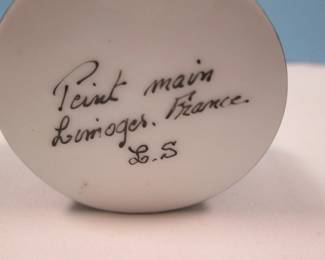 Peint main
Limoges. France.
L.S